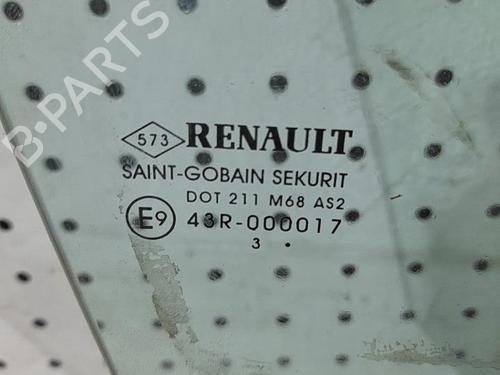 B-PARTS
573 RENAULT
SAINT-GOBAIN SEKURIT
DOT 211 M68 AS2
E9 43R-000017
3 .